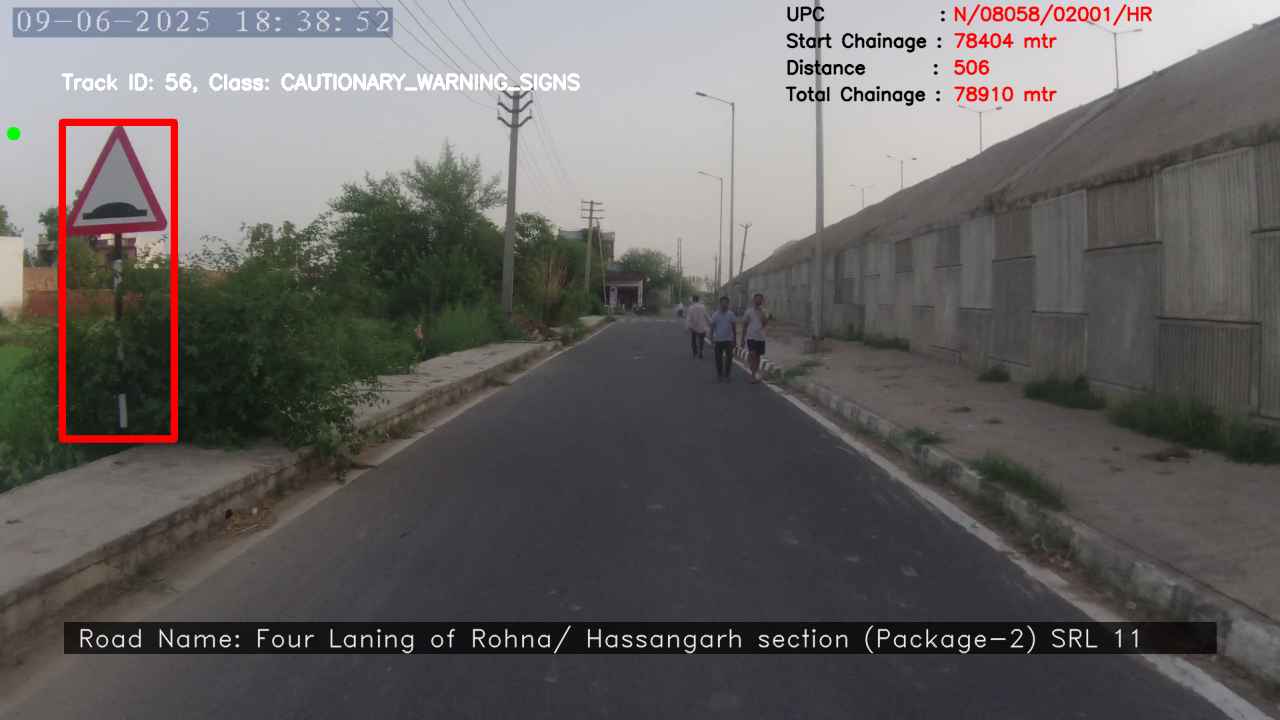 09-06-2025 18:38:52
UPC : N/08058/02001/HR
Start Chainage : 78404 mtr
Distance : 506
Total Chainage : 78910 mtr
Track ID: 56, Class: CAUTIONARY_WARNING_SIGNS
Road Name: Four Laning of Rohna/ Hassangarh section (Package-2) SRL 11